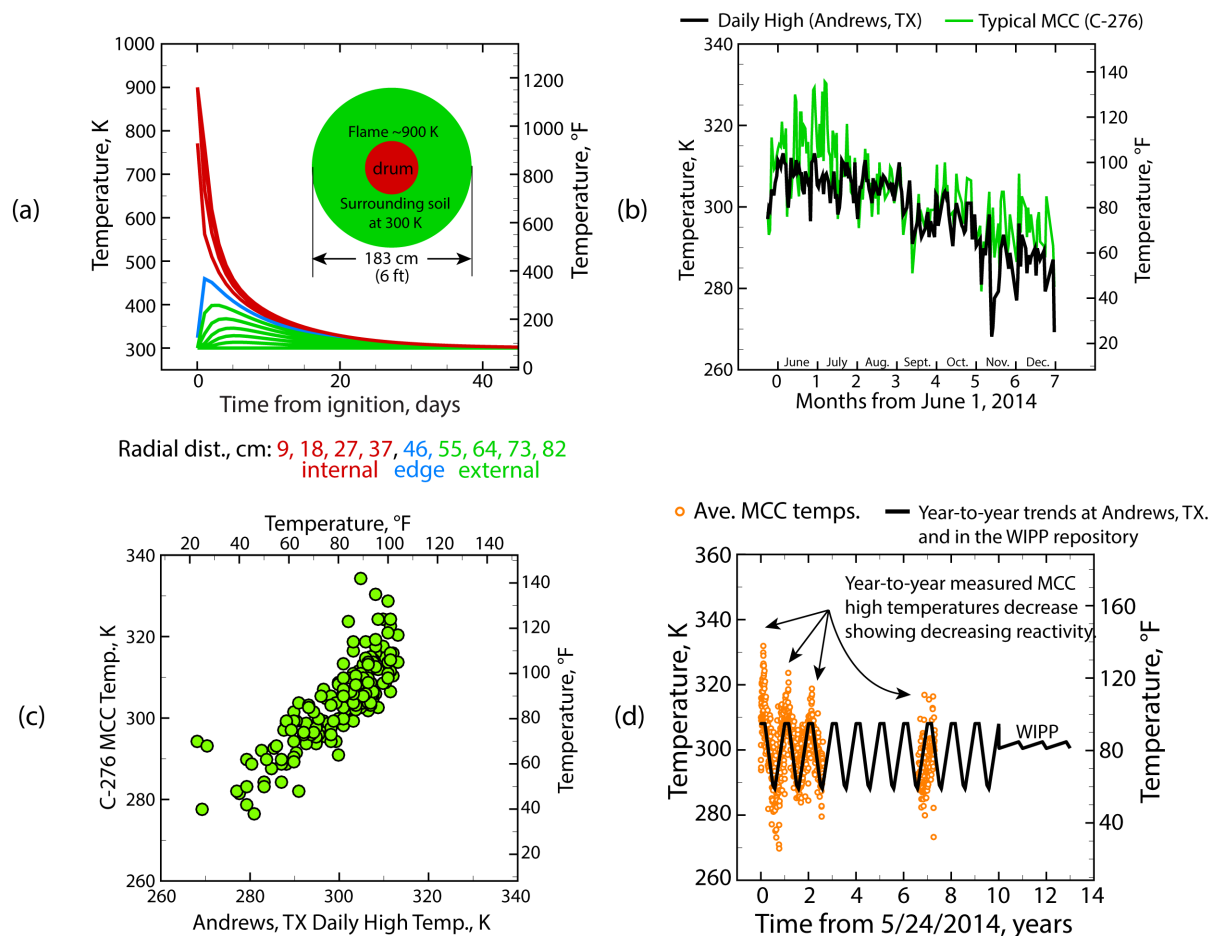 (a)
1000
900
800
700
600
500
400
300
Temperature, K
1200
1000
800
600
400
200
0
Temperature, °F
Flame ~900 K
drum
Surrounding soil
at 300 K
183 cm
(6 ft)
0
20
40
Time from ignition, days
Radial dist., cm: 9, 18, 27, 37, 46, 55, 64, 73, 82
internal edge external
(b)
Daily High (Andrews, TX)
Typical MCC (C-276)
340
320
300
280
260
Temperature, K
140
120
100
80
60
40
20
Temperature, °F
June July Aug. Sept. Oct. Nov. Dec.
0 1 2 3 4 5 6 7
Months from June 1, 2014
(c)
Temperature, °F
20 40 60 80 100 120 140
340
320
300
280
260
C-276 MCC Temp., K
140
120
100
80
60
40
20
Temperature, °F
260 280 300 320 340
Andrews, TX Daily High Temp., K
(d)
Ave. MCC temps.
Year-to-year trends at Andrews, TX.
and in the WIPP repository
360
340
320
300
280
260
Temperature, K
160
120
80
40
Temperature, °F
Year-to-year measured MCC
high temperatures decrease
showing decreasing reactivity.
WIPP
0 2 4 6 8 10 12 14
Time from 5/24/2014, years